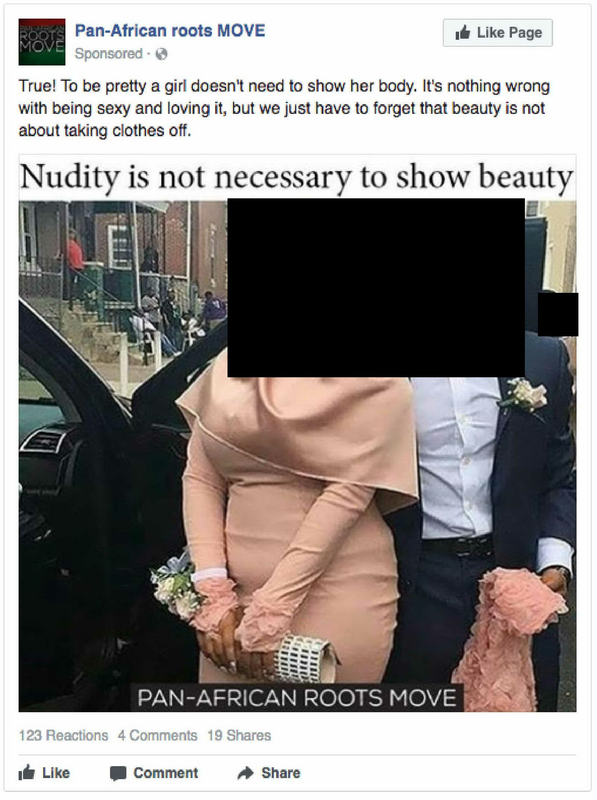 ROOTS
MOVE
Pan-African roots MOVE
Like Page
Sponsored ·
True! To be pretty a girl doesn't need to show her body. It's nothing wrong
with being sexy and loving it, but we just have to forget that beauty is not
about taking clothes off.
Nudity is not necessary to show beauty
PAN-AFRICAN ROOTS MOVE
123 Reactions 4 Comments 19 Shares
Like Comment Share